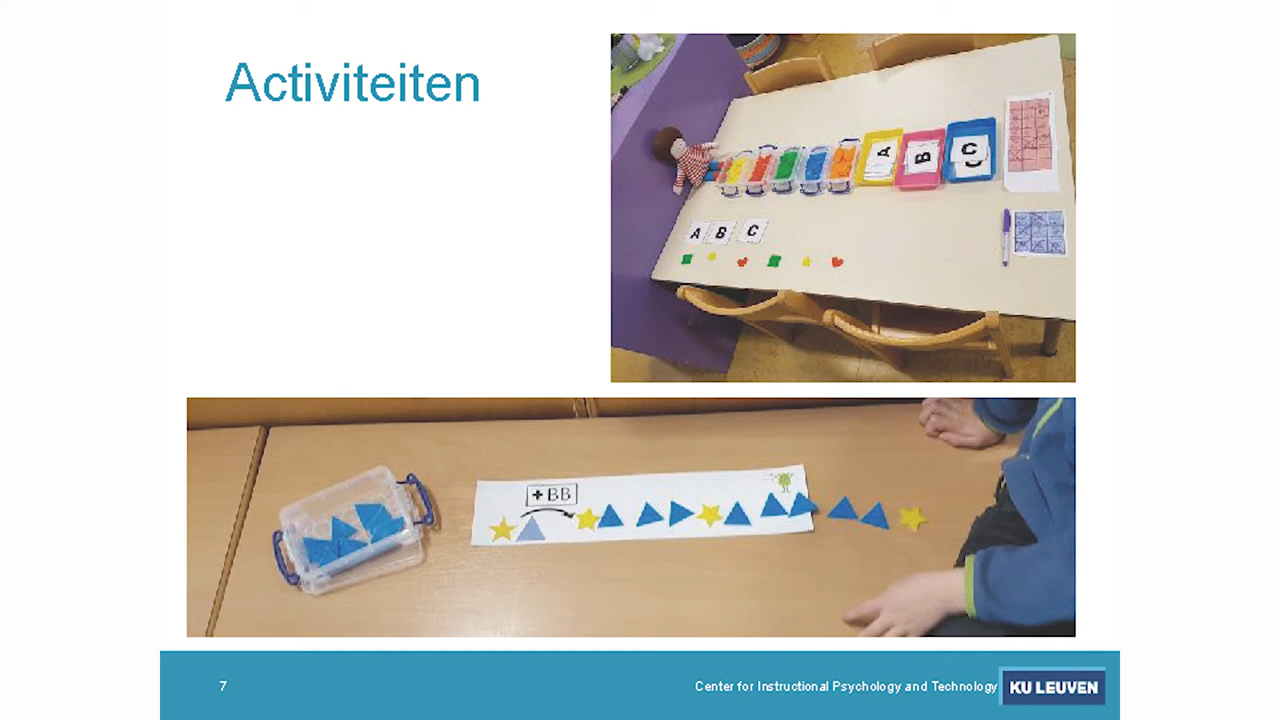 Activiteiten
A
B
C
A B C
+BB
7
Center for Instructional Psychology and Technology
KU LEUVEN